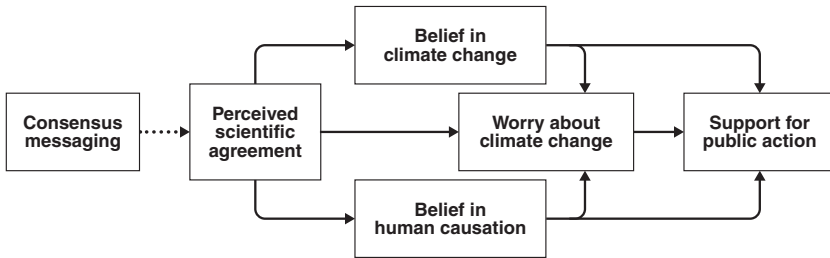 Belief in
climate change
Consensus
messaging
Perceived
scientific
agreement
Worry about
climate change
Support for
public action
Belief in
human causation